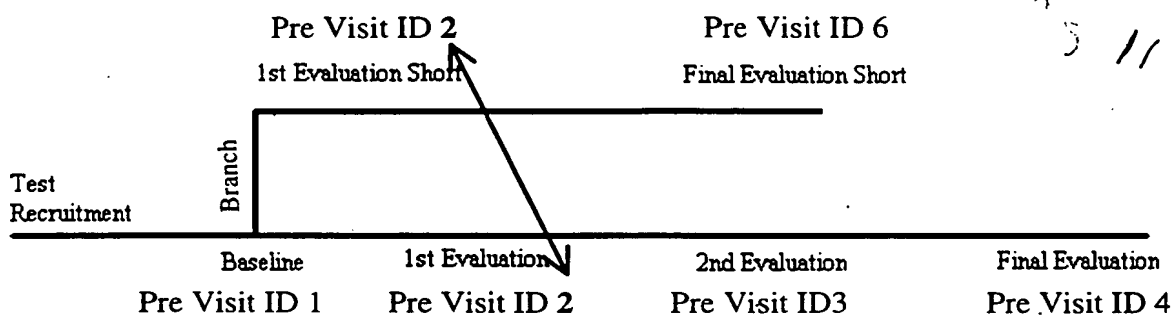 Pre Visit ID 2
Pre Visit ID 6
1st Evaluation Short
Final Evaluation Short
Branch
Test
Recruitment
Baseline
1st Evaluation
2nd Evaluation
Final Evaluation
Pre Visit ID 1
Pre Visit ID 2
Pre Visit ID3
Pre Visit ID 4